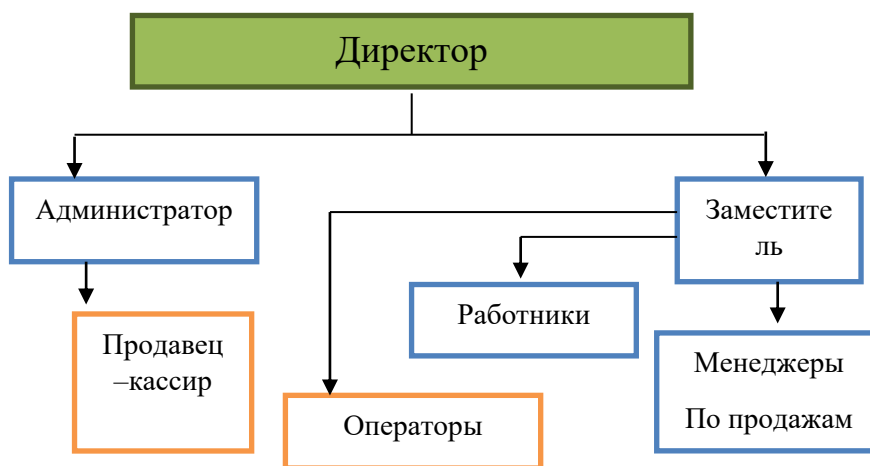 Директор
Администратор
Заместите
ль
Работники
Продавец
–кассир
Операторы
Менеджеры
По продажам